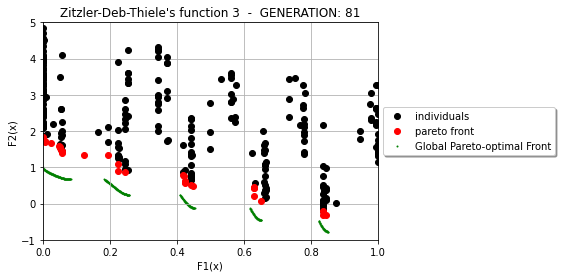 Zitzler-Deb-Thiele's function 3 - GENERATION: 81
5
4
3
2
1
0
−1
F2(x)
0.0 0.2 0.4 0.6 0.8 1.0
F1(x)
individuals
pareto front
Global Pareto-optimal Front